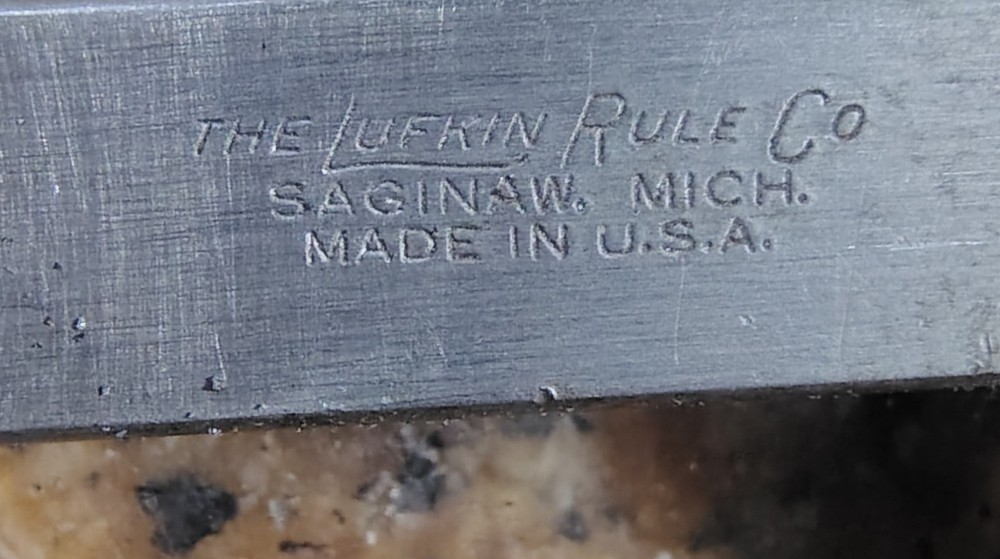 THE LUFKIN RULE CO
SAGINAW. MICH.
MADE IN U.S.A.